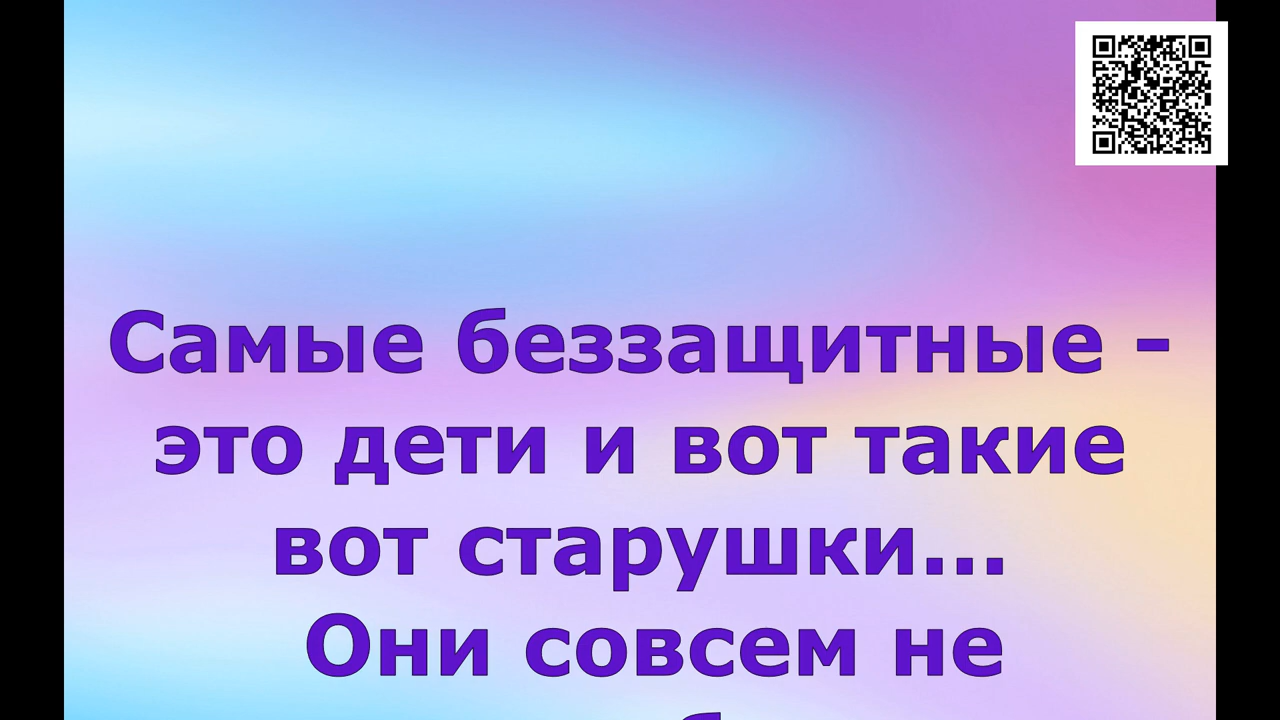 Самые беззащитные -
это дети и вот такие
вот старушки...
Они совсем не